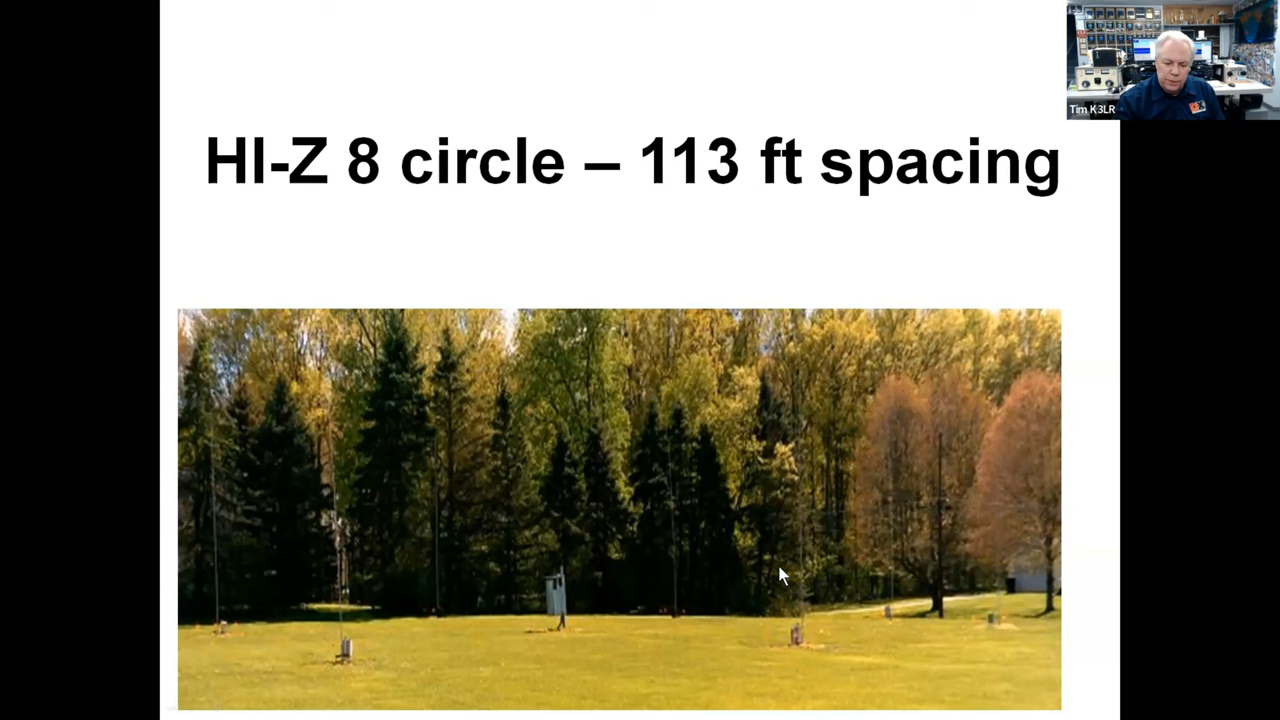 HI-Z 8 circle – 113 ft spacing
Tim K3LR